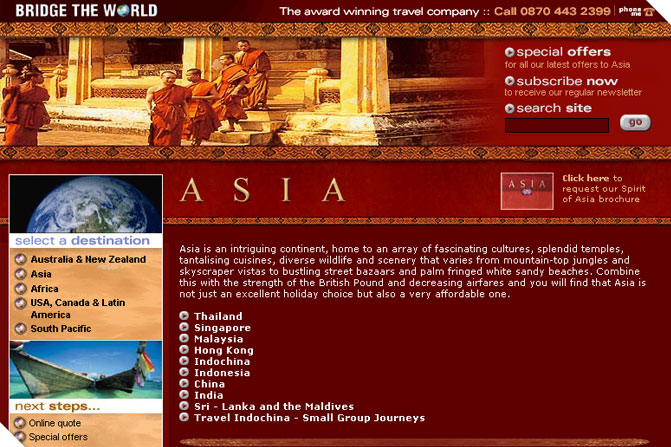 BRIDGE THE WORLD
The award winning travel company :: Call 0870 443 2399
phone
me
special offers
for all our latest offers to Asia
subscribe now
to receive our regular newsletter
search site
go
ASIA
ASIA
Click here to
request our Spirit
of Asia brochure
select a destination
Australia & New Zealand
Asia
Africa
USA, Canada & Latin
America
South Pacific
next steps...
Online quote
Special offers
Asia is an intriguing continent, home to an array of fascinating cultures, splendid temples,
tantalising cuisines, diverse wildlife and scenery that varies from mountain-top jungles and
skyscraper vistas to bustling street bazaars and palm fringed white sandy beaches. Combine
this with the strength of the British Pound and decreasing airfares and you will find that Asia is
not just an excellent holiday choice but also a very affordable one.
Thailand
Singapore
Malaysia
Hong Kong
Indochina
Indonesia
China
India
Sri - Lanka and the Maldives
Travel Indochina - Small Group Journeys